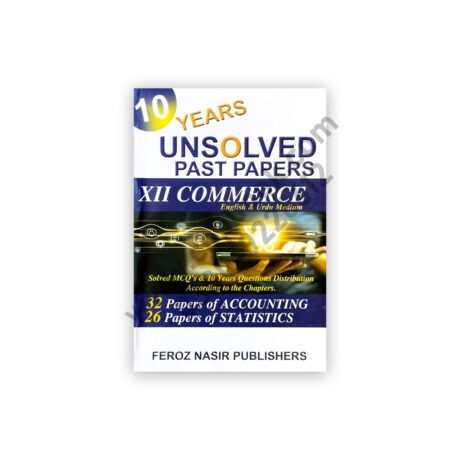 10 YEARS
UNSOLVED
PAST PAPERS
XII COMMERCE
English & Urdu Medium
Solved MCQ's & 10 Years Questions Distribution
According to the Chapters.
32 Papers of ACCOUNTING
26 Papers of STATISTICS
FEROZ NASIR PUBLISHERS